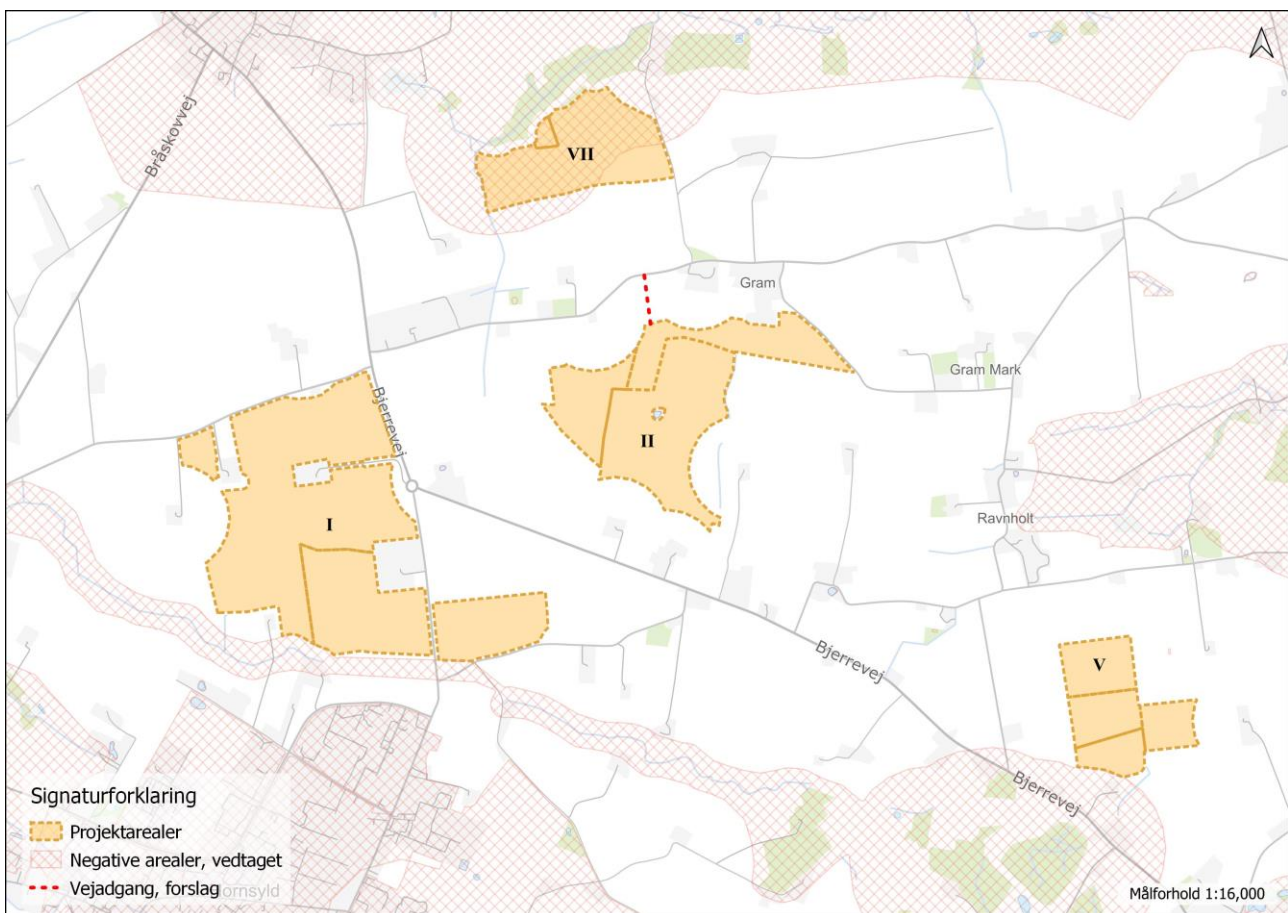 Bråskovvej
VII
Gram
Gram Mark
Bjerrevej
II
I
Ravnholt
Bjerrevej
V
Bjerrevej
Signaturforklaring
Projektarealer
Negative arealer, vedtaget
Vejadgang, forslag
ornsyld
Målforhold 1:16,000